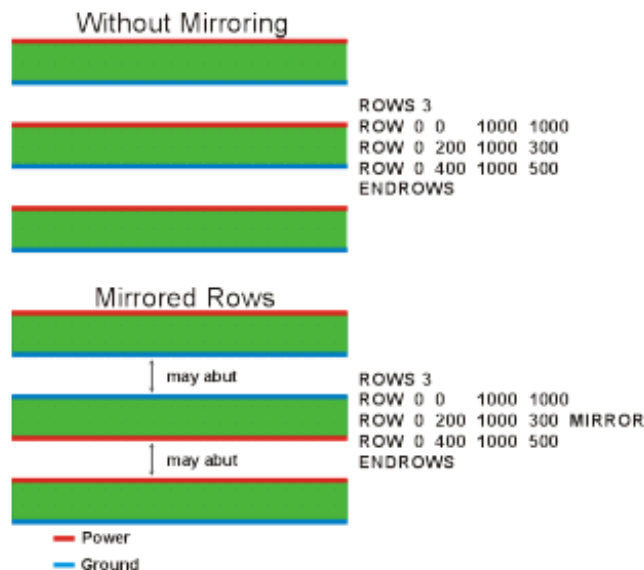 Without Mirroring
ROWS 3
ROW 0 0 1000 1000
ROW 0 200 1000 300
ROW 0 400 1000 500
ENDROWS
Mirrored Rows
may abut
ROWS 3
ROW 0 0 1000 1000
ROW 0 200 1000 300 MIRROR
ROW 0 400 1000 500
may abut
ENDROWS
Power
Ground